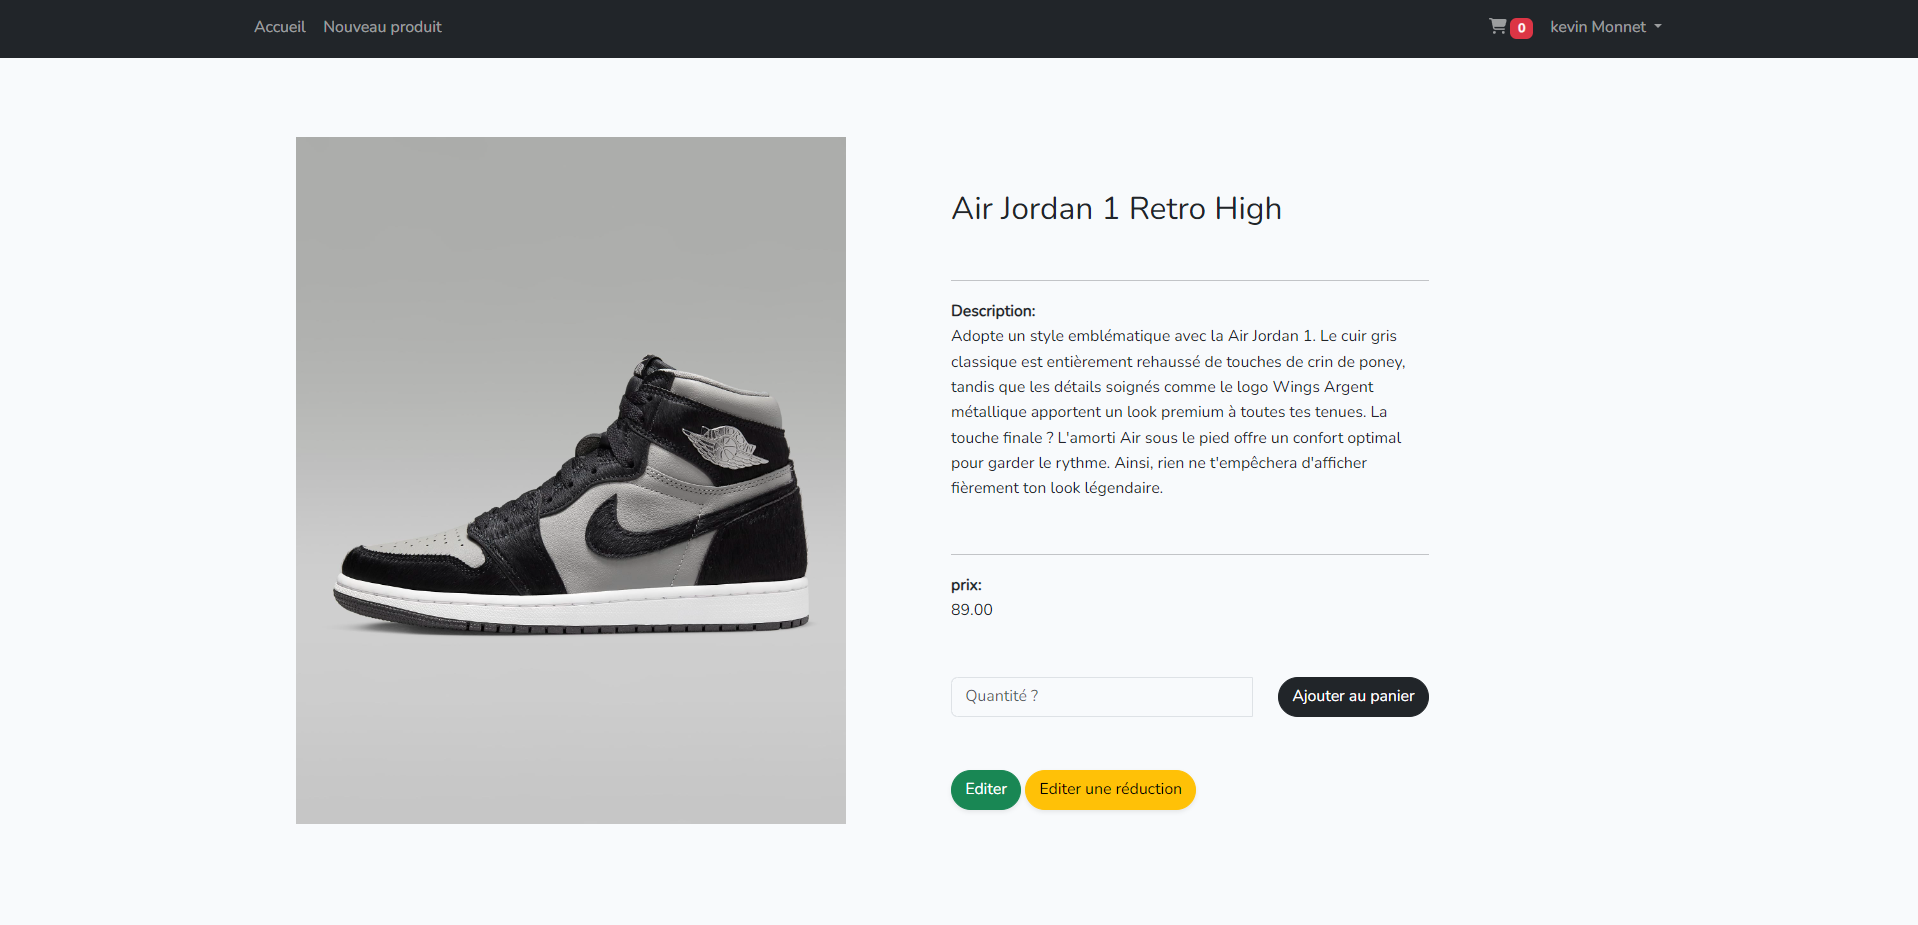 Accueil Nouveau produit 0 kevin Monnet
Air Jordan 1 Retro High
Description:
Adopte un style emblématique avec la Air Jordan 1. Le cuir gris
classique est entièrement rehaussé de touches de crin de poney,
tandis que les détails soignés comme le logo Wings Argent
métallique apportent un look premium à toutes tes tenues. La
touche finale ? L'amorti Air sous le pied offre un confort optimal
pour garder le rythme. Ainsi, rien ne t'empêchera d'afficher
fièrement ton look légendaire.
prix:
89.00
Quantité ? Ajouter au panier
Editer Editer une réduction